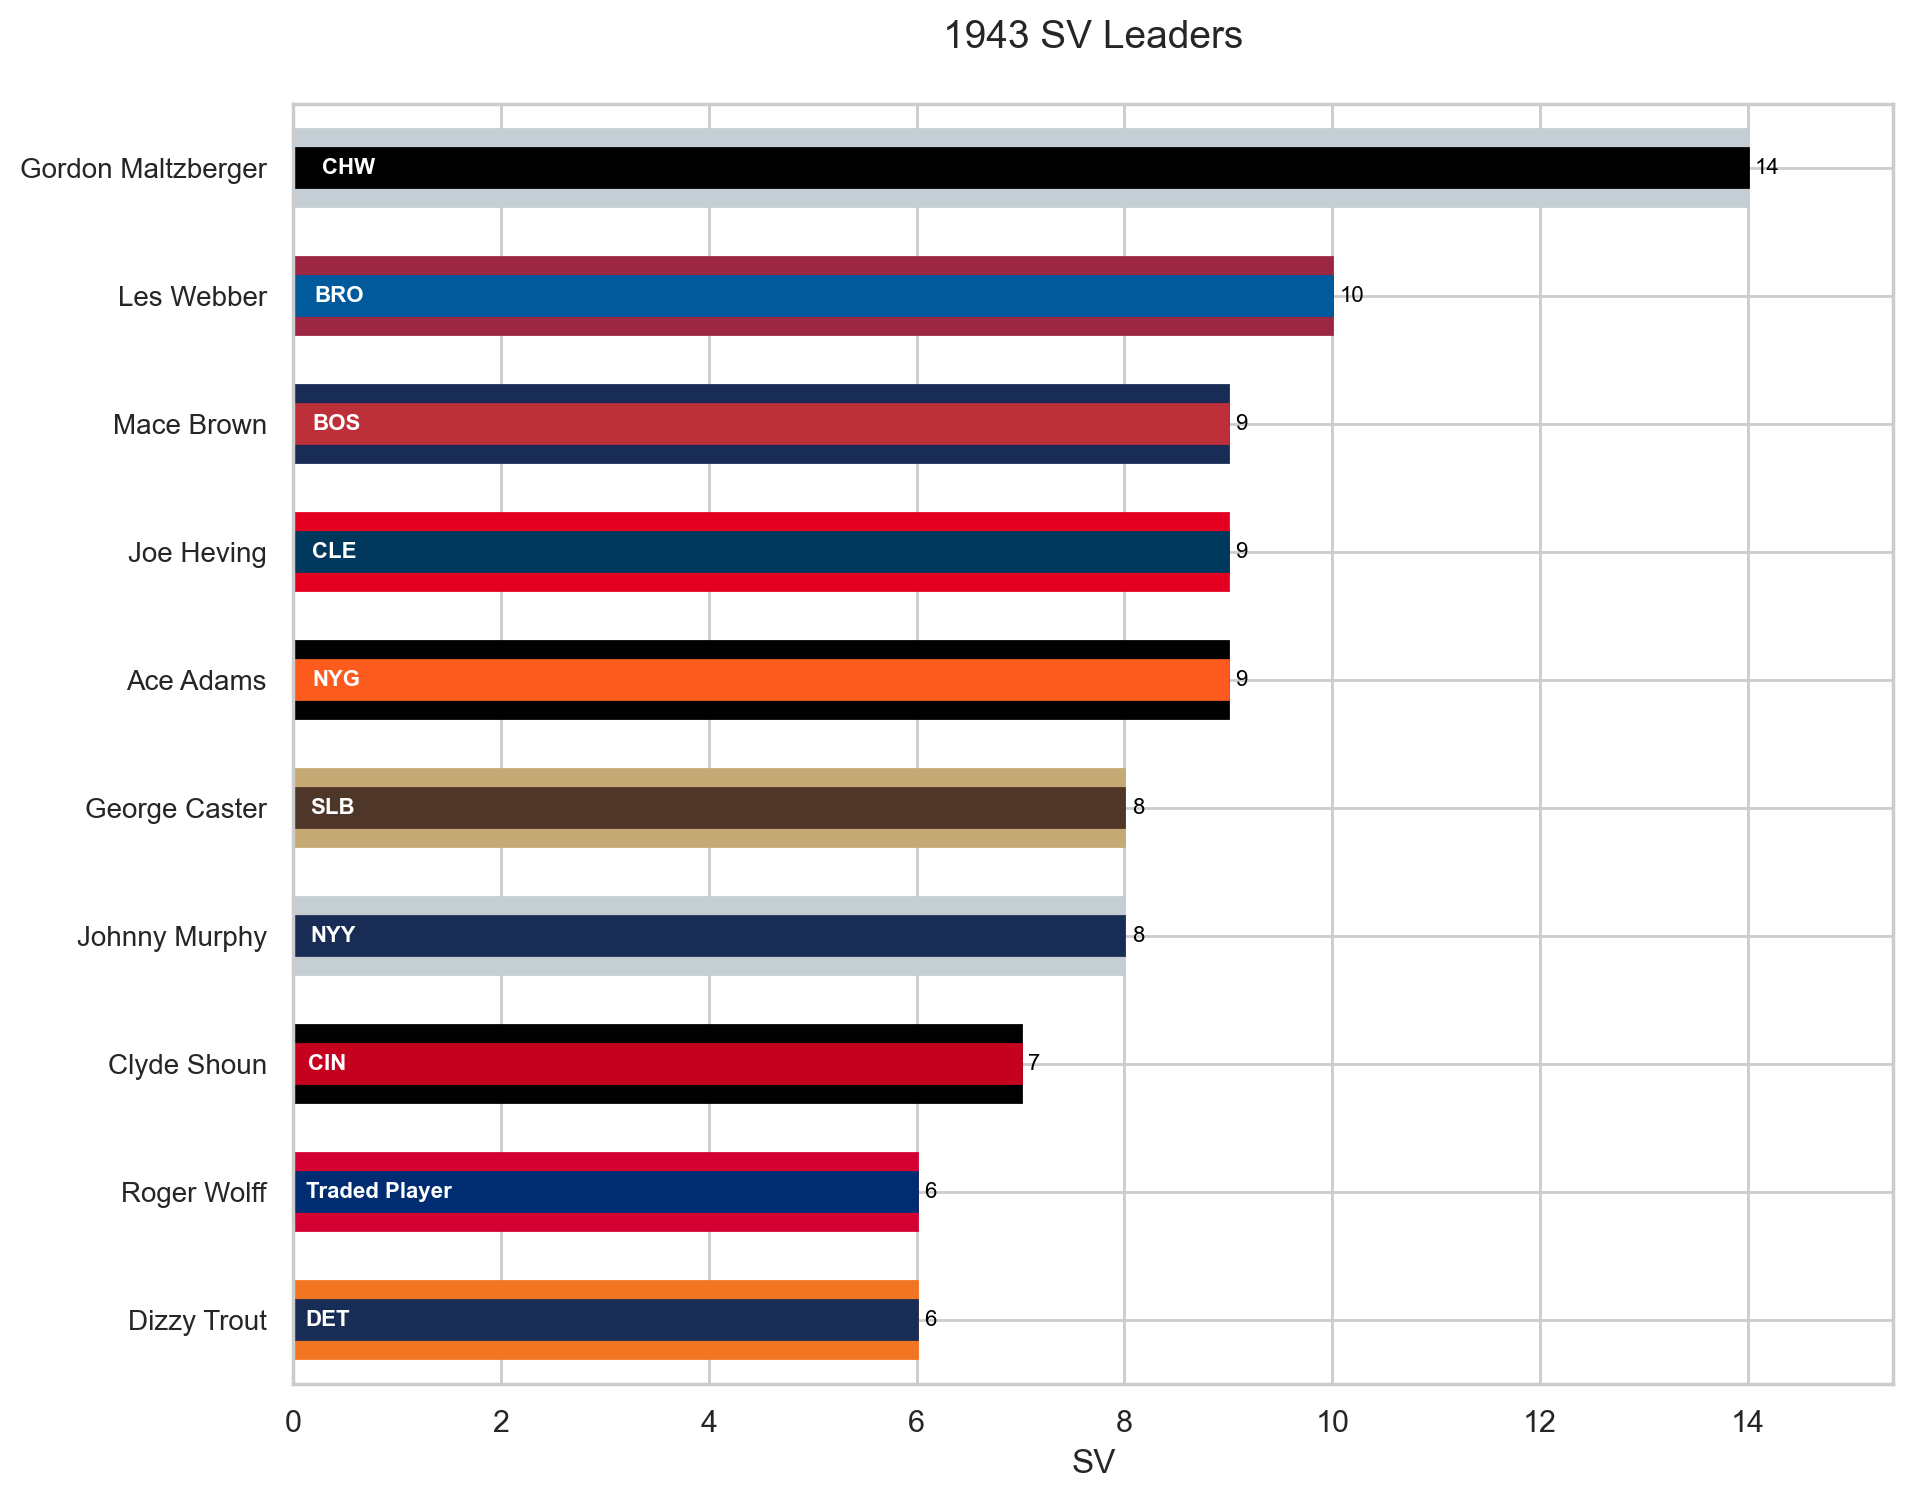 1943 SV Leaders
Gordon Maltzberger CHW 14
Les Webber BRO 10
Mace Brown BOS 9
Joe Heving CLE 9
Ace Adams NYG 9
George Caster SLB 8
Johnny Murphy NYY 8
Clyde Shoun CIN 7
Roger Wolff Traded Player 6
Dizzy Trout DET 6
0 2 4 6 8 10 12 14
SV